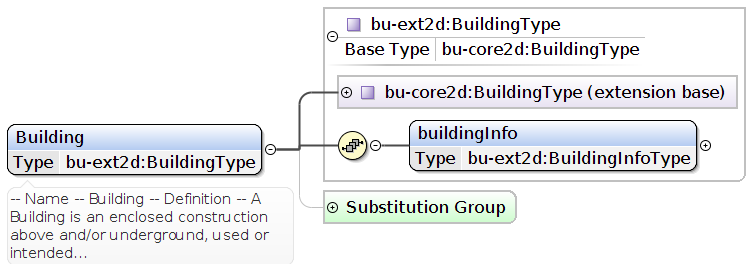 bu-ext2d:BuildingType
Base Type bu-core2d:BuildingType
bu-core2d:BuildingType (extension base)
Building
Type bu-ext2d:BuildingType
buildingInfo
Type bu-ext2d:BuildingInfoType
-- Name -- Building -- Definition -- A
Building is an enclosed construction
above and/or underground, used or
intended...
Substitution Group